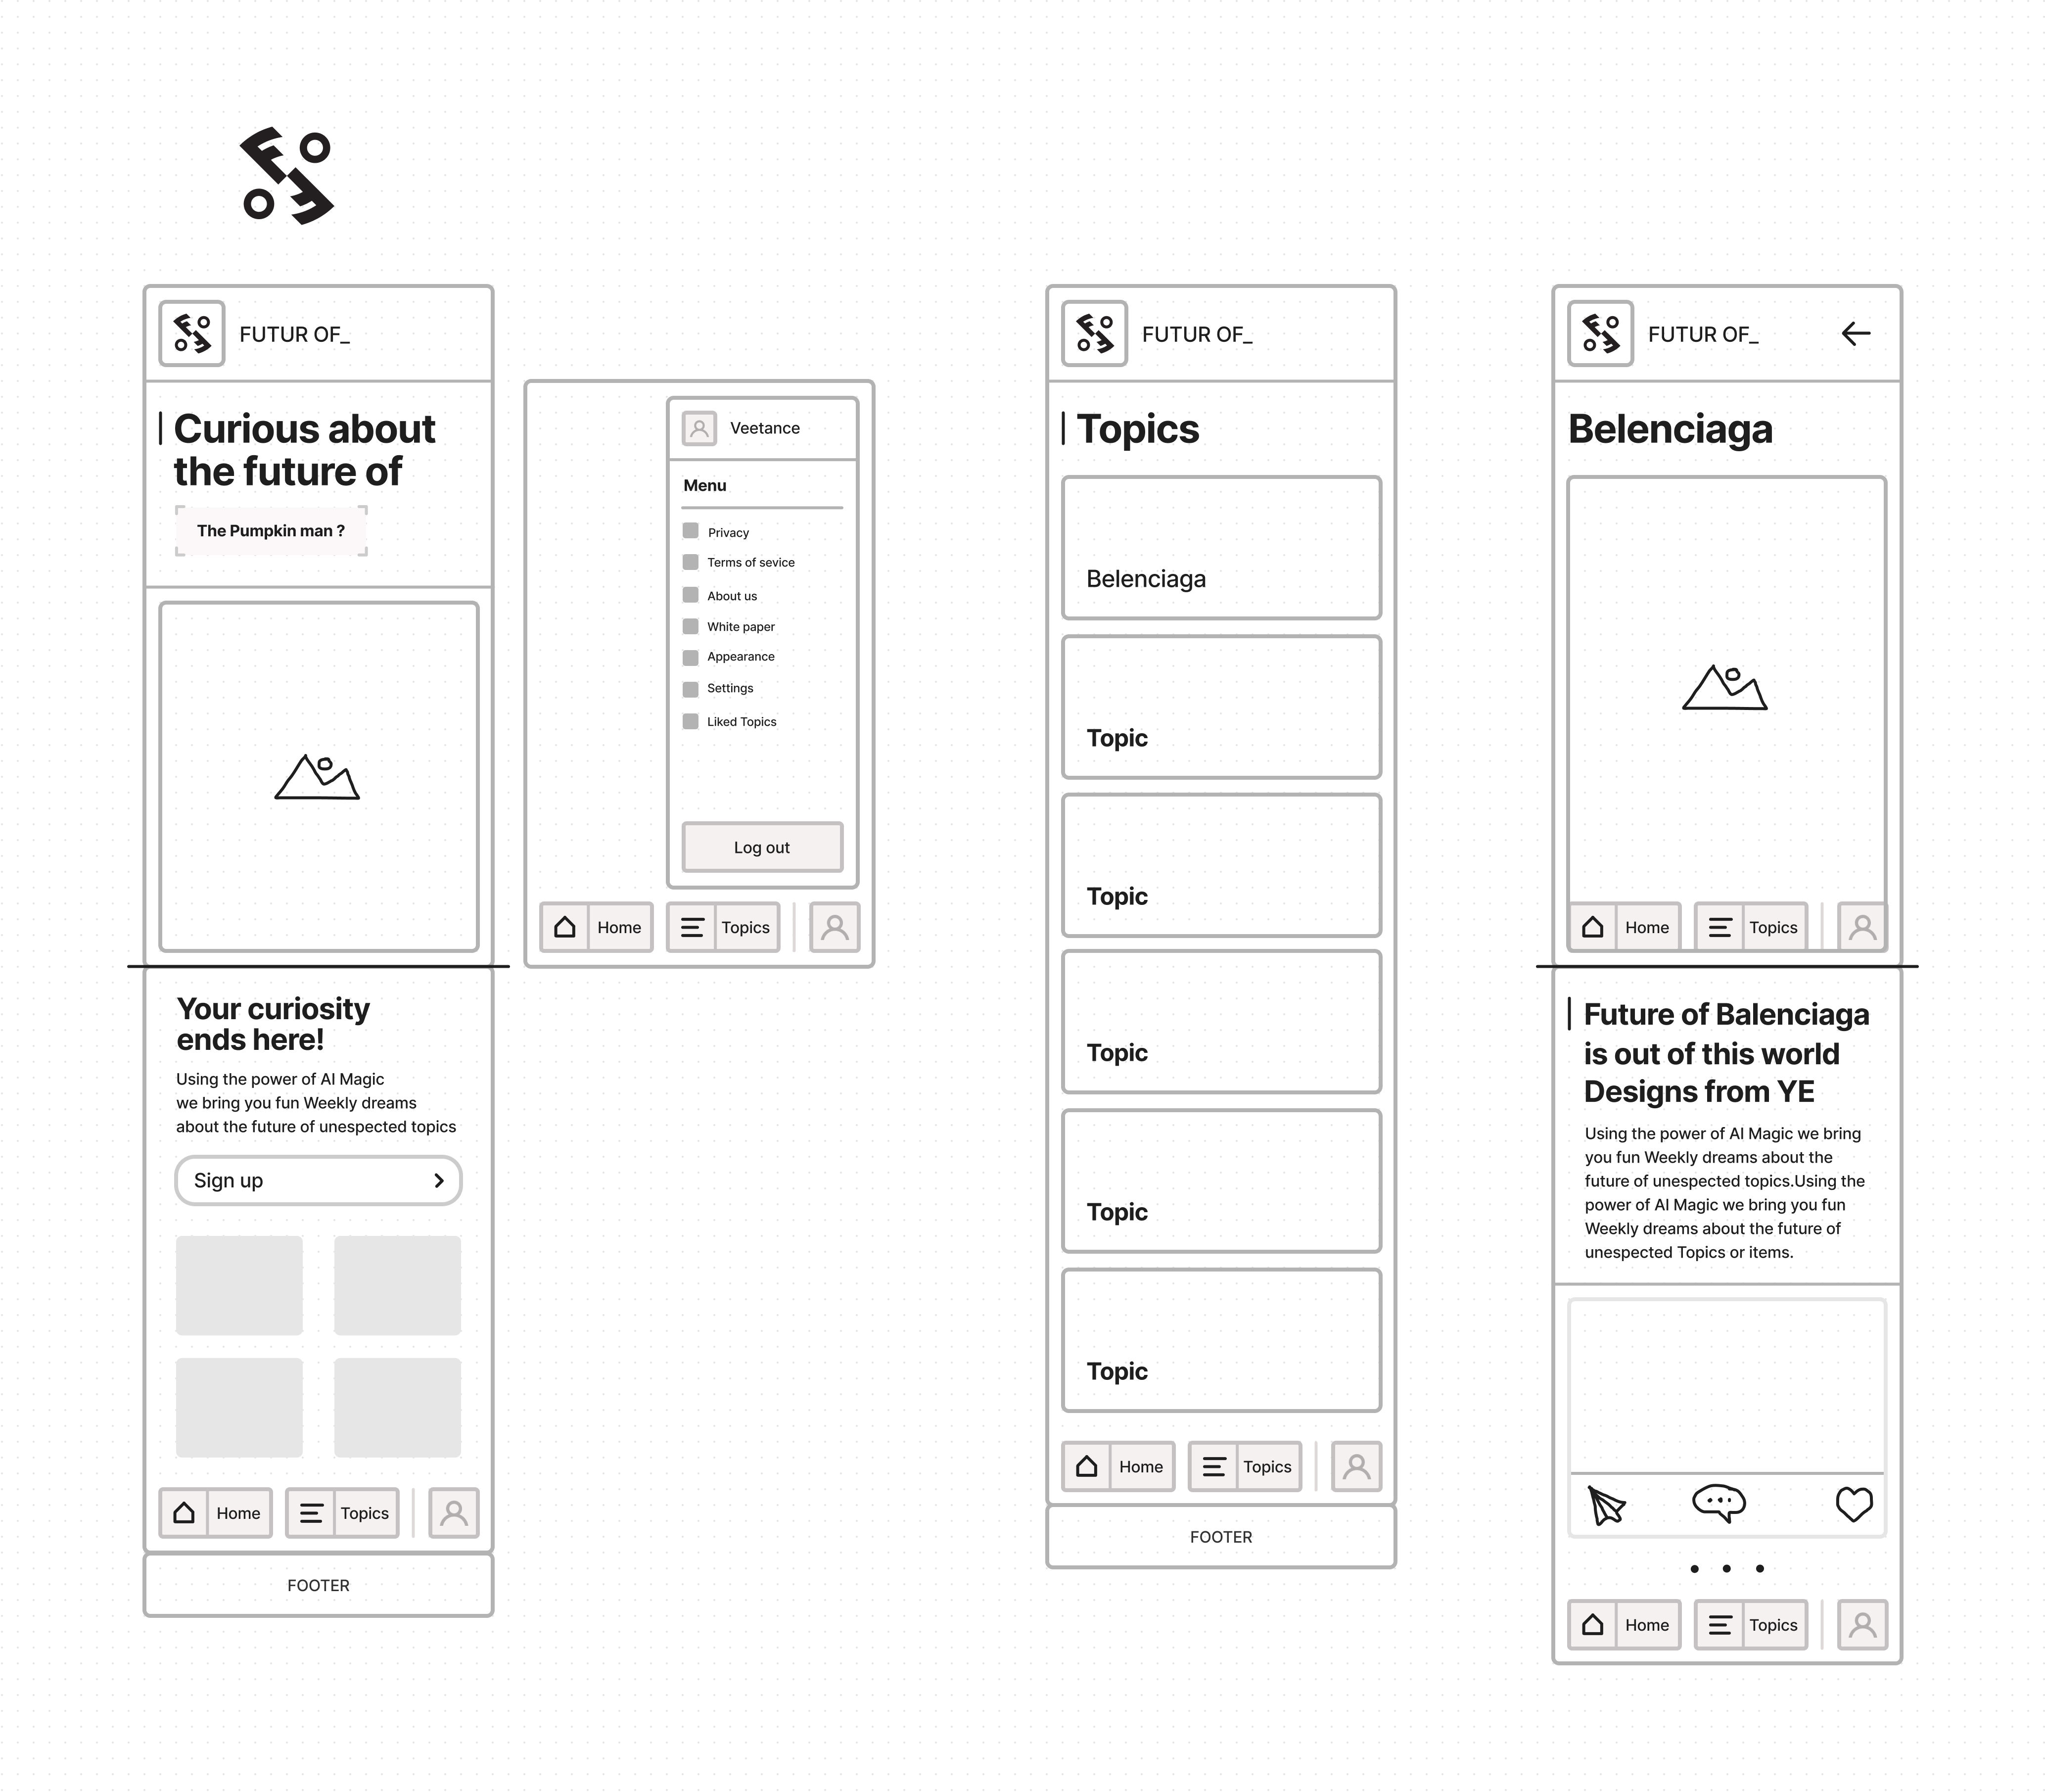 FUTUR OF_
Curious about
the future of
The Pumpkin man ?
Your curiosity
ends here!
Using the power of AI Magic
we bring you fun Weekly dreams
about the future of unespected topics
Sign up
Home
Topics
FOOTER
Veetance
Menu
Privacy
Terms of sevice
About us
White paper
Appearance
Settings
Liked Topics
Log out
Home
Topics
FUTUR OF_
Topics
Belenciaga
Topic
Topic
Topic
Topic
Topic
Home
Topics
FOOTER
FUTUR OF_
Belenciaga
Home
Topics
Future of Balenciaga
is out of this world
Designs from YE
Using the power of AI Magic we bring
you fun Weekly dreams about the
future of unespected topics.Using the
power of AI Magic we bring you fun
Weekly dreams about the future of
unespected Topics or items.
Home
Topics